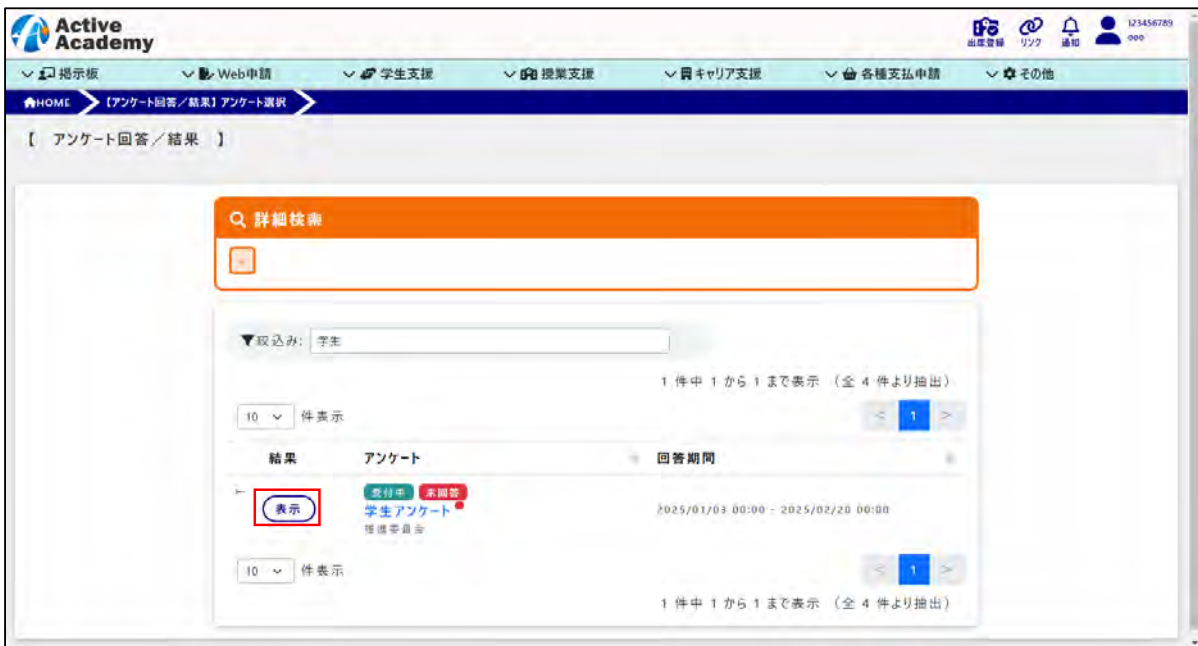 Active
Academy
出席登録 リンク 通知 123456789
000
掲示板 Web申請 学生支援 授業支援 キャリア支援 各種支払申請 その他
HOME 【アンケート回答／結果】アンケート選択
【 アンケート回答／結果 】
詳細検索
絞込み: 学生
1 件中 1 から 1 まで表示 （全 4 件より抽出）
10 件表示 < 1 >
結果 アンケート 回答期間
受付中 未回答
表示 学生アンケート 2025/01/03 00:00 - 2025/02/20 00:00
推進委員会
10 件表示 < 1 >
1 件中 1 から 1 まで表示 （全 4 件より抽出）